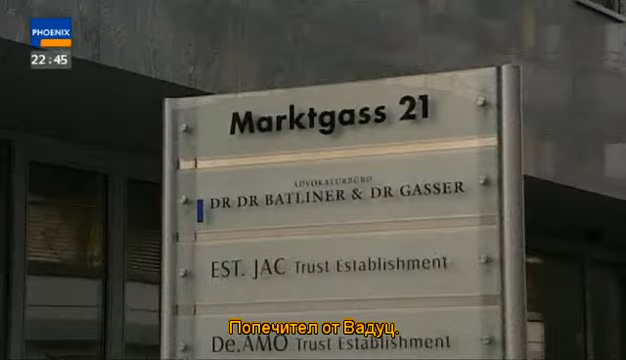 PHOENIX
22:45
Marktgass 21
ADVOKATURBÜRO
DR DR BATLINER & DR GASSER
EST. JAC Trust Establishment
De.AMO Trust Establishment
Попечител от Вадуц.